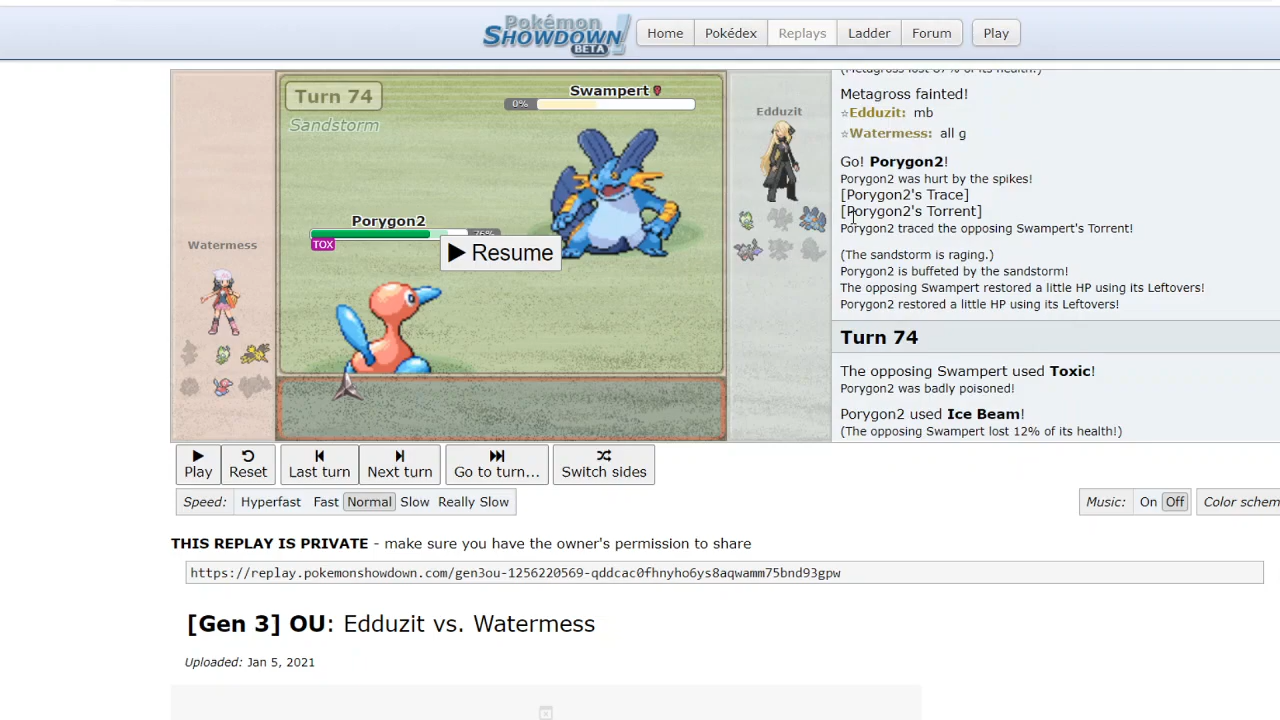 Pokémon
SHOWDOWN!
BETA
Home
Pokédex
Replays
Ladder
Forum
Play
Turn 74
Sandstorm
Swampert
0%
Porygon2
76%
TOX
Resume
Watermess
Edduzit
(Metagross lost 87% of its health!)
Metagross fainted!
☆Edduzit: mb
☆Watermess: all g
Go! Porygon2!
Porygon2 was hurt by the spikes!
[Porygon2's Trace]
[Porygon2's Torrent]
Porygon2 traced the opposing Swampert's Torrent!
(The sandstorm is raging.)
Porygon2 is buffeted by the sandstorm!
The opposing Swampert restored a little HP using its Leftovers!
Porygon2 restored a little HP using its Leftovers!
Turn 74
The opposing Swampert used Toxic!
Porygon2 was badly poisoned!
Porygon2 used Ice Beam!
(The opposing Swampert lost 12% of its health!)
Play
Reset
Last turn
Next turn
Go to turn...
Switch sides
Speed: Hyperfast Fast Normal Slow Really Slow
Music: On Off
Color schem
THIS REPLAY IS PRIVATE - make sure you have the owner's permission to share
https://replay.pokemonshowdown.com/gen3ou-1256220569-qddcac0fhnyho6ys8aqwamm75bnd93gpw
[Gen 3] OU: Edduzit vs. Watermess
Uploaded: Jan 5, 2021